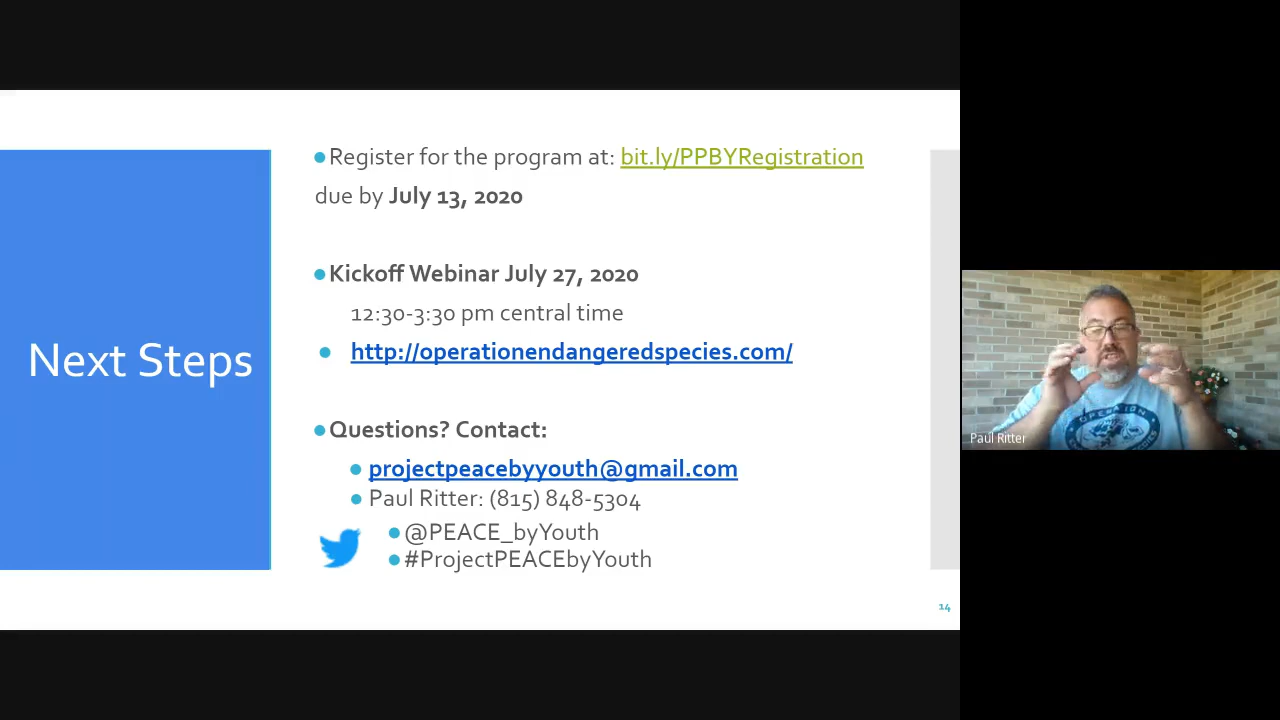 Register for the program at: bit.ly/PPBYRegistration
due by July 13, 2020
Kickoff Webinar July 27, 2020
12:30-3:30 pm central time
http://operationendangeredspecies.com/
Next Steps
Questions? Contact:
projectpeacebyyouth@gmail.com
Paul Ritter: (815) 848-5304
@PEACE_byYouth
#ProjectPEACEbyYouth
14
Paul Ritter
OPERATION